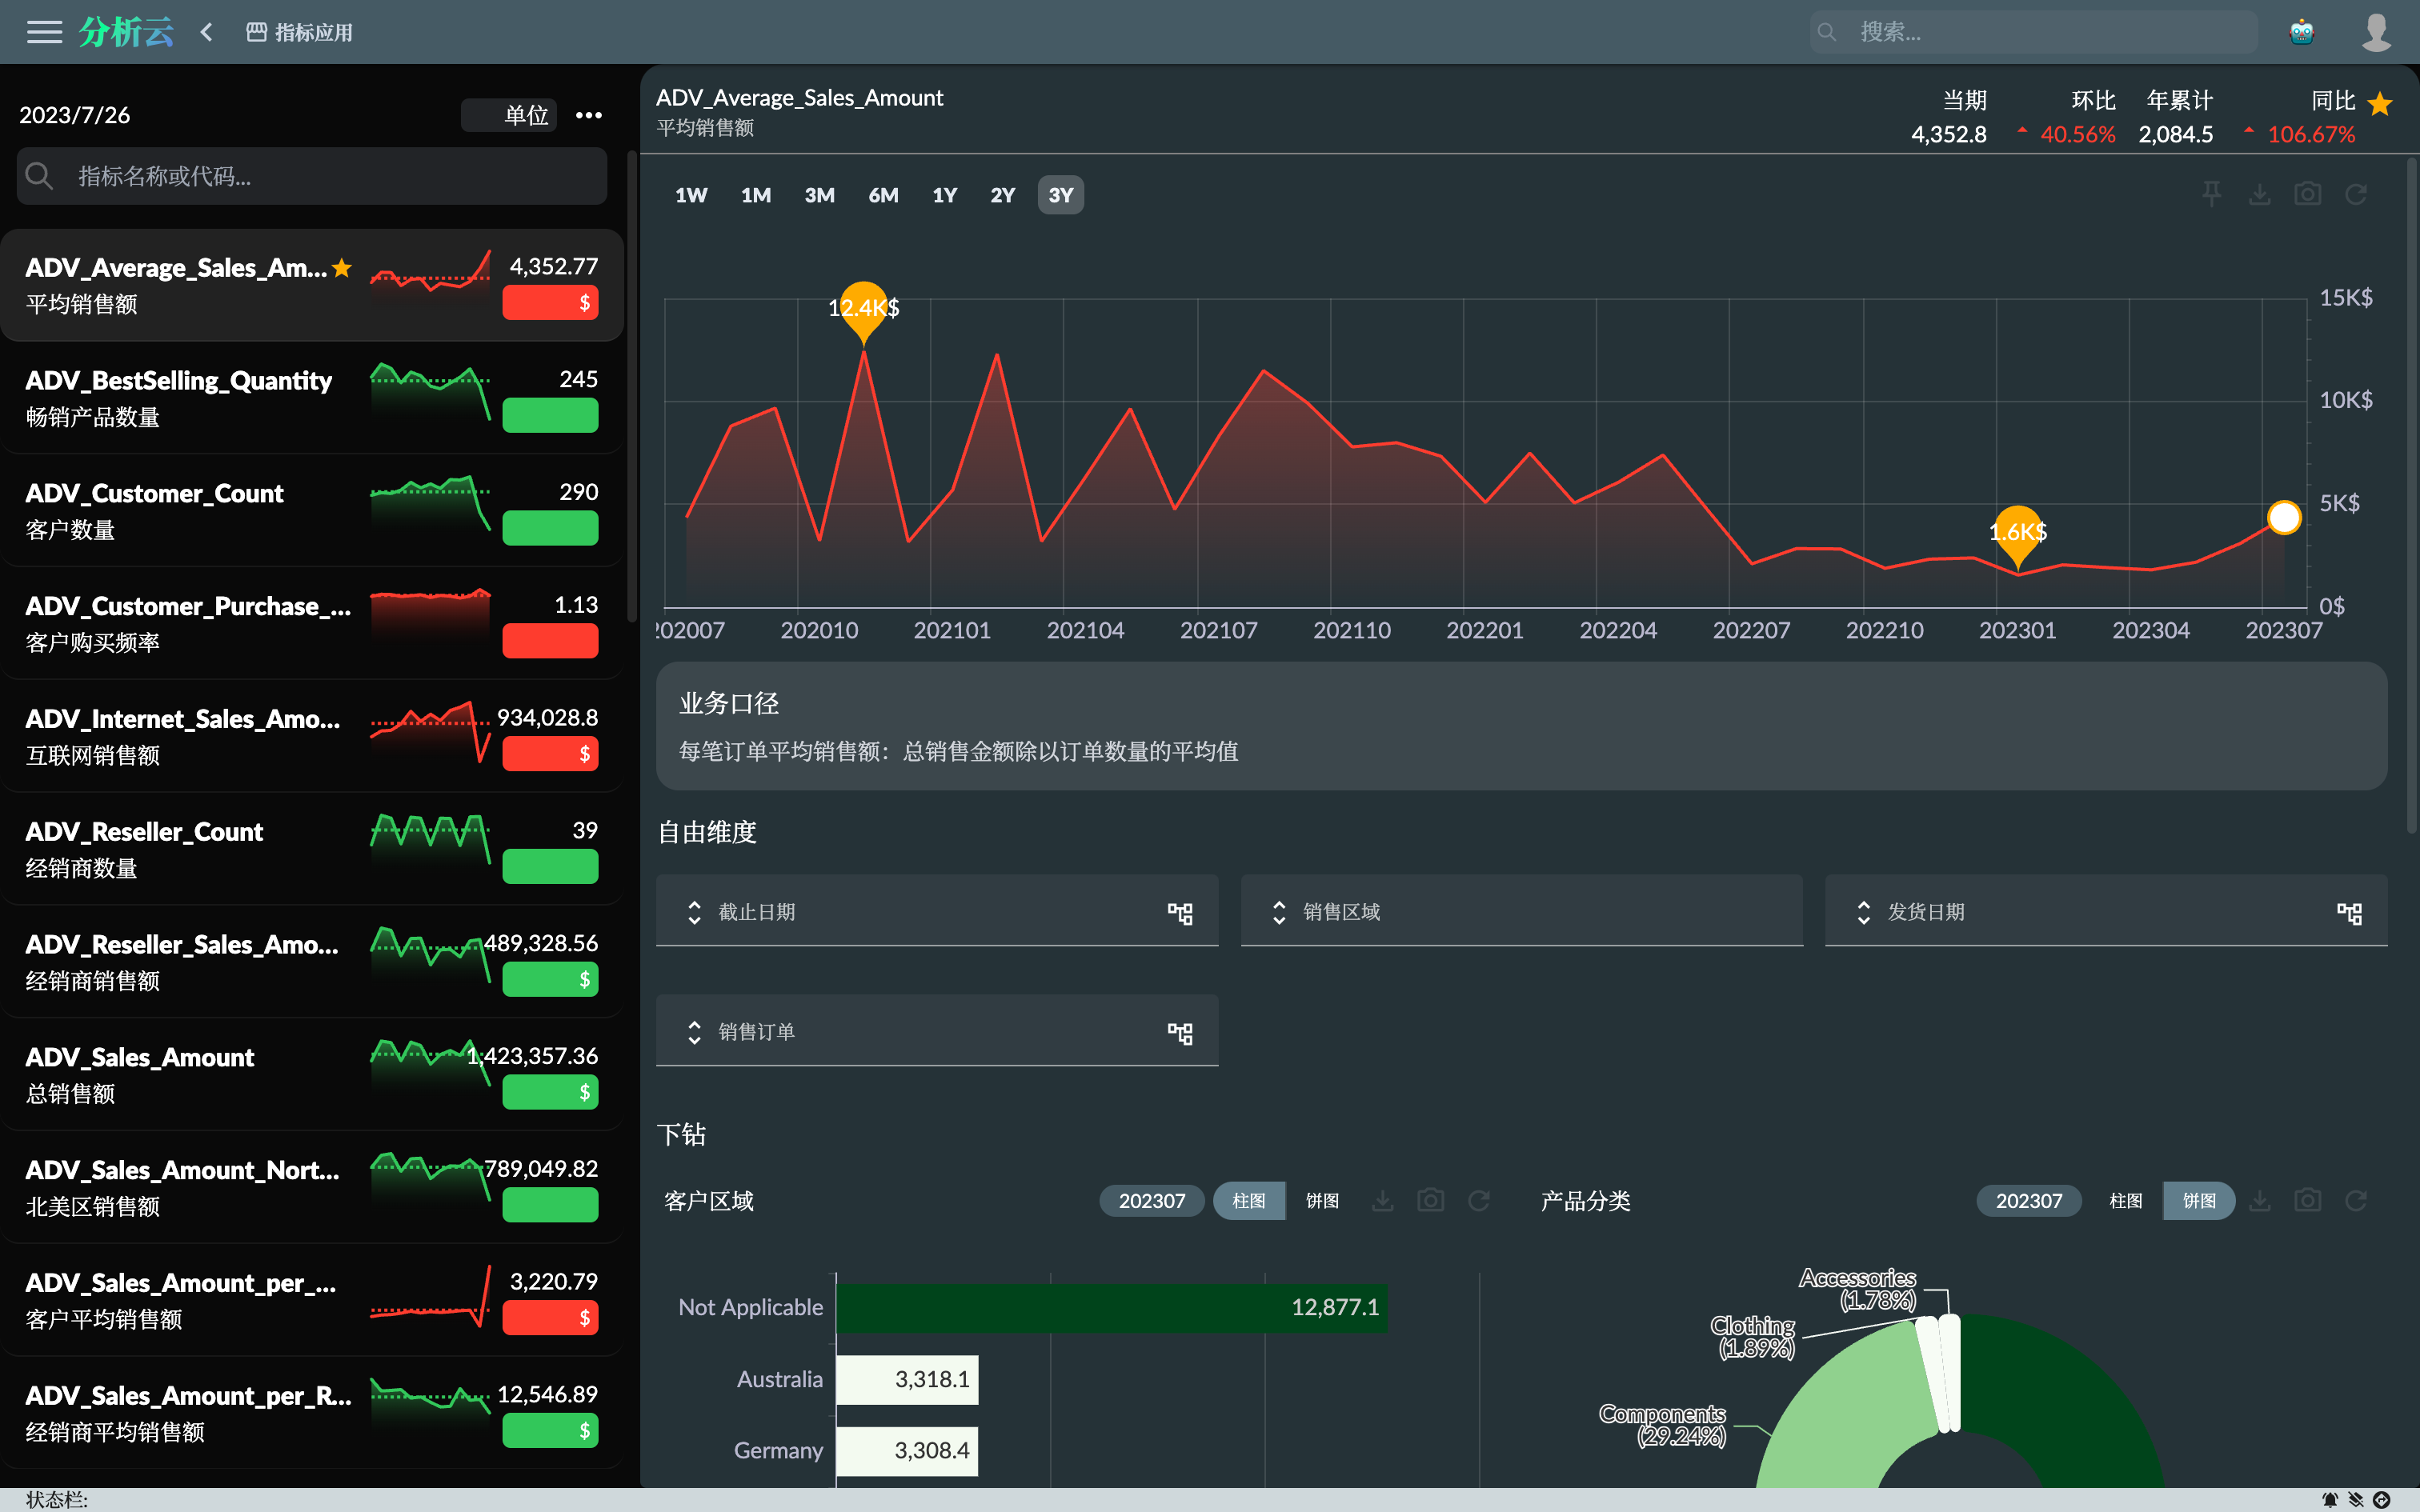 分析云
指标应用
搜索...
2023/7/26
单位
指标名称或代码...
ADV_Average_Sales_Am...
4,352.77
平均销售额
$
ADV_BestSelling_Quantity
245
畅销产品数量
ADV_Customer_Count
290
客户数量
ADV_Customer_Purchase_...
1.13
客户购买频率
ADV_Internet_Sales_Amo...
934,028.8
互联网销售额
$
ADV_Reseller_Count
39
经销商数量
ADV_Reseller_Sales_Amo...
489,328.56
经销商销售额
$
ADV_Sales_Amount
1,423,357.36
总销售额
$
ADV_Sales_Amount_Nort...
789,049.82
北美区销售额
ADV_Sales_Amount_per_...
3,220.79
客户平均销售额
$
ADV_Sales_Amount_per_R...
12,546.89
经销商平均销售额
$
ADV_Average_Sales_Amount
平均销售额
当期 环比 年累计 同比
4,352.8 40.56% 2,084.5 106.67%
1W 1M 3M 6M 1Y 2Y 3Y
12.4K$
1.6K$
15K$
10K$
5K$
0$
202007 202010 202101 202104 202107 202110 202201 202204 202207 202210 202301 202304 202307
业务口径
每笔订单平均销售额：总销售金额除以订单数量的平均值
自由维度
截止日期
销售区域
发货日期
销售订单
下钻
客户区域 202307 柱图 饼图
Not Applicable 12,877.1
Australia 3,318.1
Germany 3,308.4
产品分类 202307 柱图 饼图
Accessories
(1.78%)
Clothing
(1.89%)
Components
(29.24%)
状态栏: